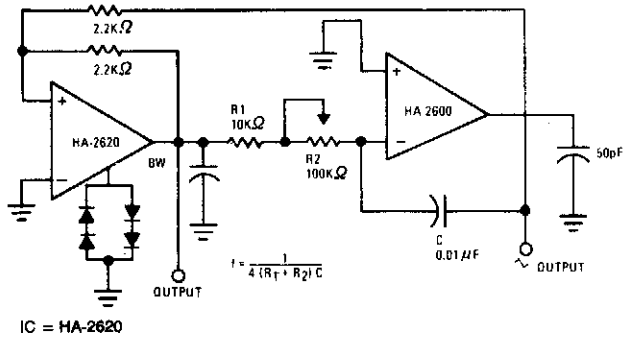 2.2KΩ
2.2KΩ
+
HA-2620
−
BW
R1
10KΩ
R2
100KΩ
+
HA 2600
−
50pF
C
0.01µF
OUTPUT
OUTPUT
f = 1 / 4 (R1 + R2) C
IC = HA-2620